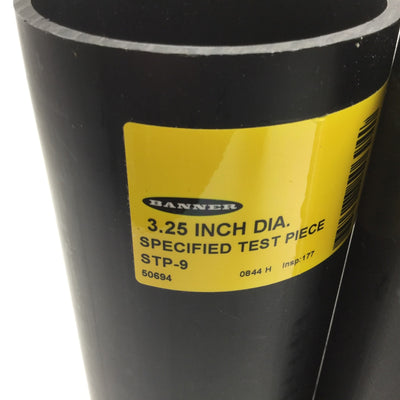 BANNER
3.25 INCH DIA.
SPECIFIED TEST PIECE
STP-9
50694 0844 H Insp:177